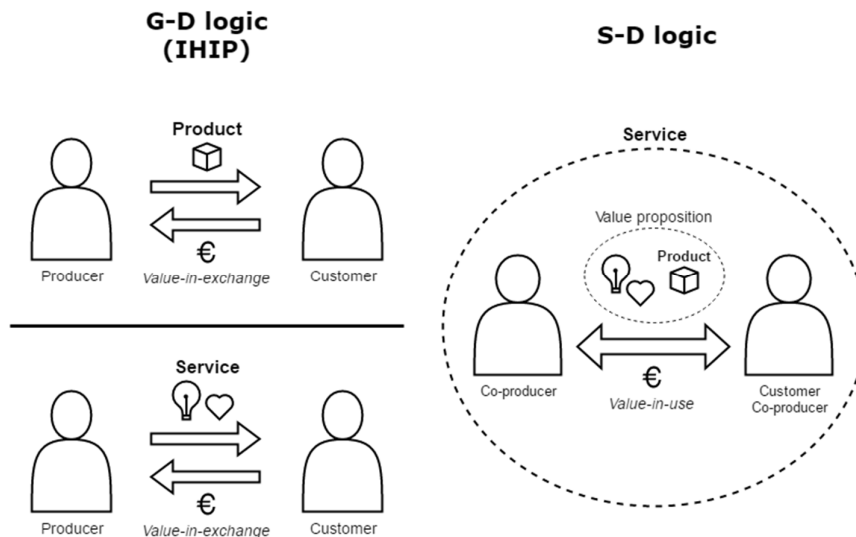 G-D logic
(IHIP)
Product
€
Producer
Value-in-exchange
Customer
Service
€
Producer
Value-in-exchange
Customer
S-D logic
Service
Value proposition
Product
€
Co-producer
Value-in-use
Customer
Co-producer